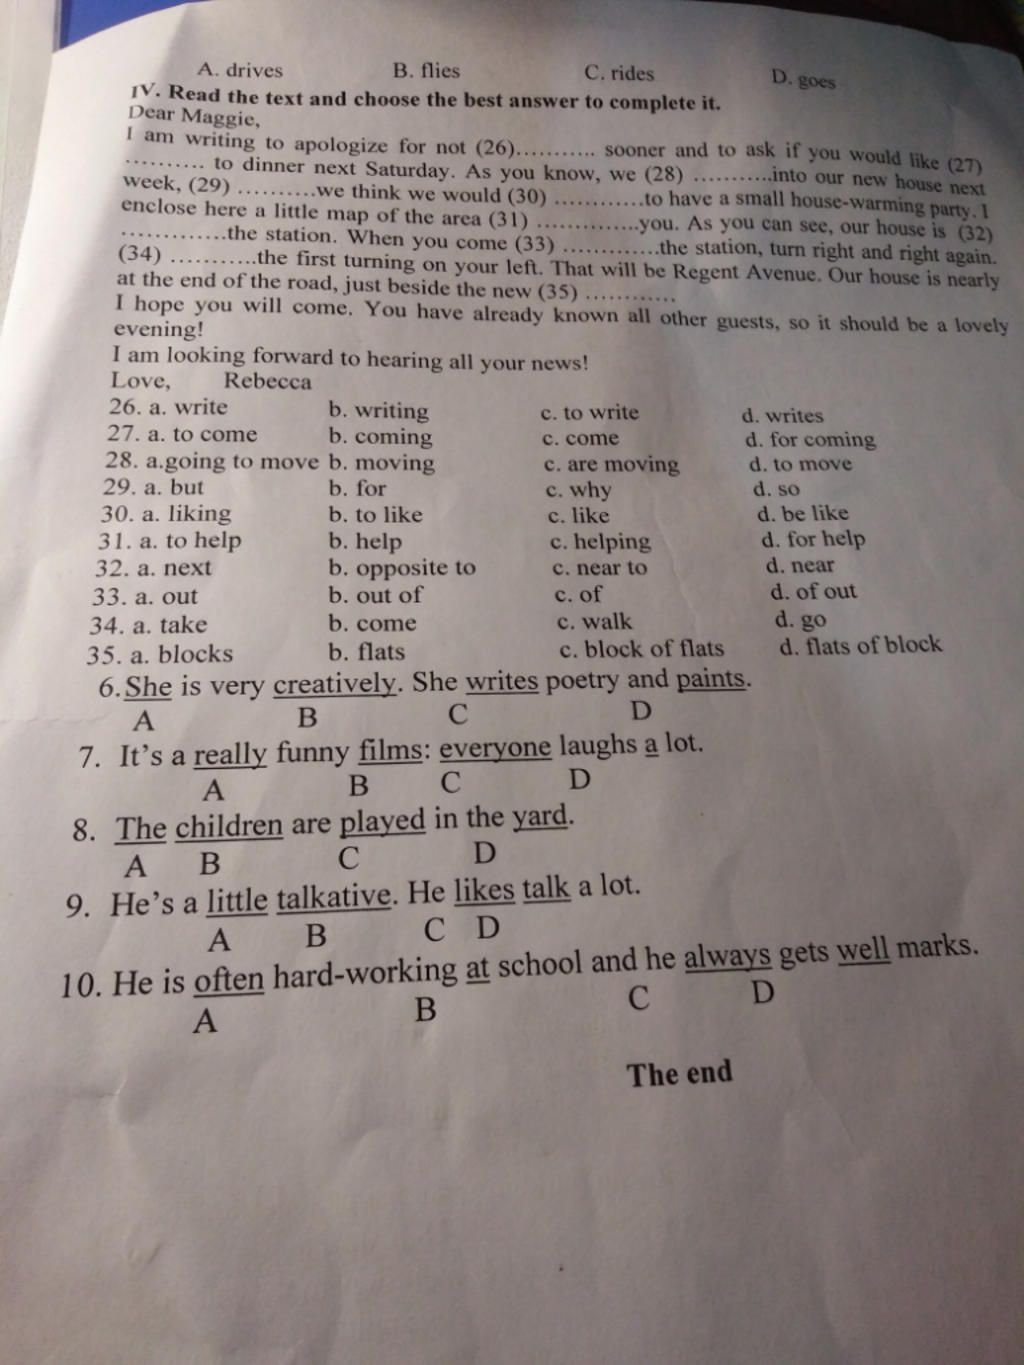 A. drives B. flies C. rides D. goes
IV. Read the text and choose the best answer to complete it.
Dear Maggie,
I am writing to apologize for not (26)........... sooner and to ask if you would like (27)
.......... to dinner next Saturday. As you know, we (28) ...........into our new house next
week, (29) ..........we think we would (30) ............to have a small house-warming party. I
enclose here a little map of the area (31) ..............you. As you can see, our house is (32)
..............the station. When you come (33) .............the station, turn right and right again.
(34) ...........the first turning on your left. That will be Regent Avenue. Our house is nearly
at the end of the road, just beside the new (35) ............
I hope you will come. You have already known all other guests, so it should be a lovely
evening!
I am looking forward to hearing all your news!
Love, Rebecca
26. a. write b. writing c. to write d. writes
27. a. to come b. coming c. come d. for coming
28. a.going to move b. moving c. are moving d. to move
29. a. but b. for c. why d. so
30. a. liking b. to like c. like d. be like
31. a. to help b. help c. helping d. for help
32. a. next b. opposite to c. near to d. near
33. a. out b. out of c. of d. of out
34. a. take b. come c. walk d. go
35. a. blocks b. flats c. block of flats d. flats of block
6.She is very creatively. She writes poetry and paints.
A B C D
7. It's a really funny films: everyone laughs a lot.
A B C D
8. The children are played in the yard.
A B C D
9. He's a little talkative. He likes talk a lot.
A B C D
10. He is often hard-working at school and he always gets well marks.
A B C D
The end